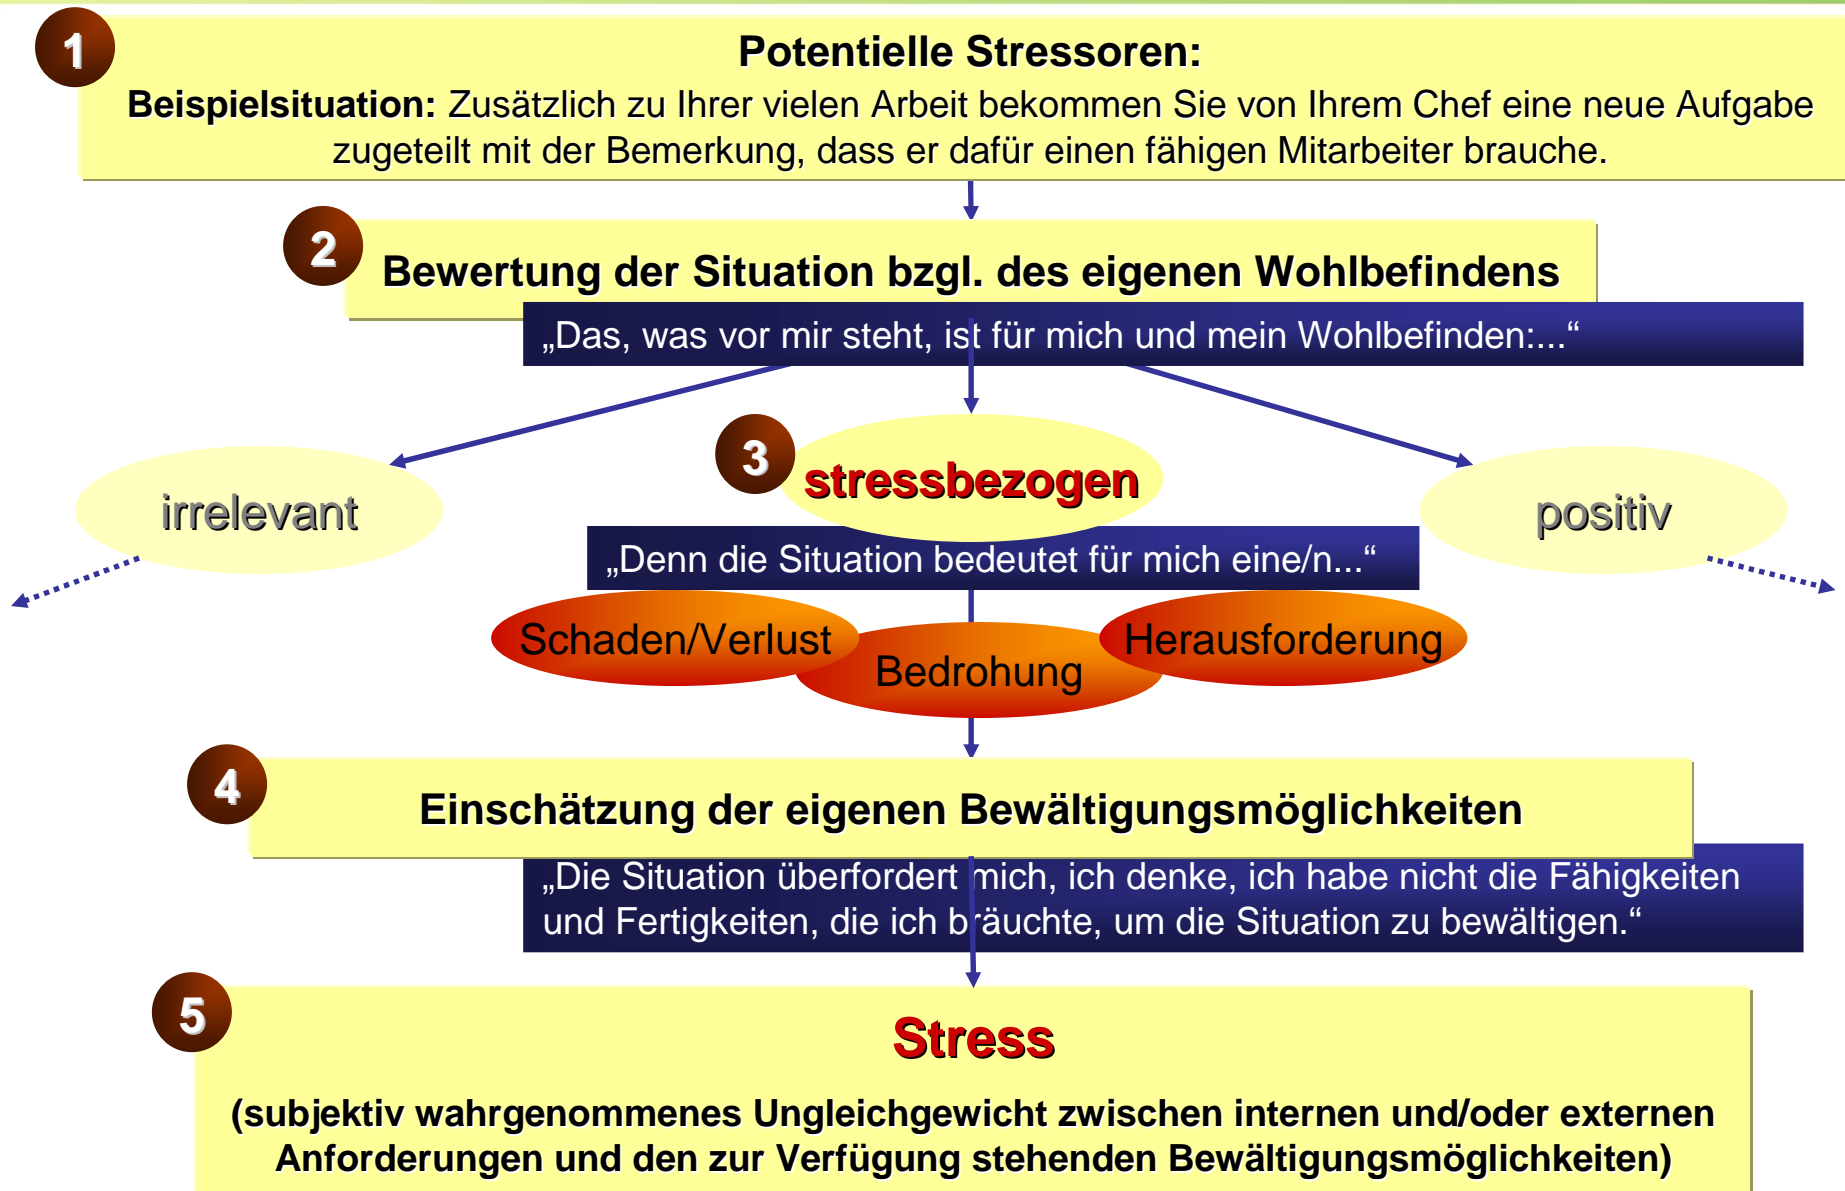 1
Potentielle Stressoren:
Beispielsituation: Zusätzlich zu Ihrer vielen Arbeit bekommen Sie von Ihrem Chef eine neue Aufgabe
zugeteilt mit der Bemerkung, dass er dafür einen fähigen Mitarbeiter brauche.
2
Bewertung der Situation bzgl. des eigenen Wohlbefindens
„Das, was vor mir steht, ist für mich und mein Wohlbefinden:...“
irrelevant
3
stressbezogen
positiv
„Denn die Situation bedeutet für mich eine/n...“
Schaden/Verlust
Bedrohung
Herausforderung
4
Einschätzung der eigenen Bewältigungsmöglichkeiten
„Die Situation überfordert mich, ich denke, ich habe nicht die Fähigkeiten
und Fertigkeiten, die ich bräuchte, um die Situation zu bewältigen.“
5
Stress
(subjektiv wahrgenommenes Ungleichgewicht zwischen internen und/oder externen
Anforderungen und den zur Verfügung stehenden Bewältigungsmöglichkeiten)